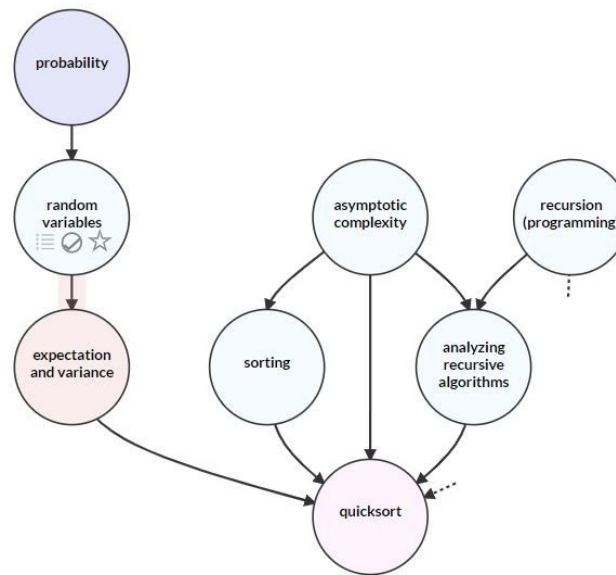 probability
random
variables
asymptotic
complexity
recursion
(programming)
expectation
and variance
sorting
analyzing
recursive
algorithms
quicksort